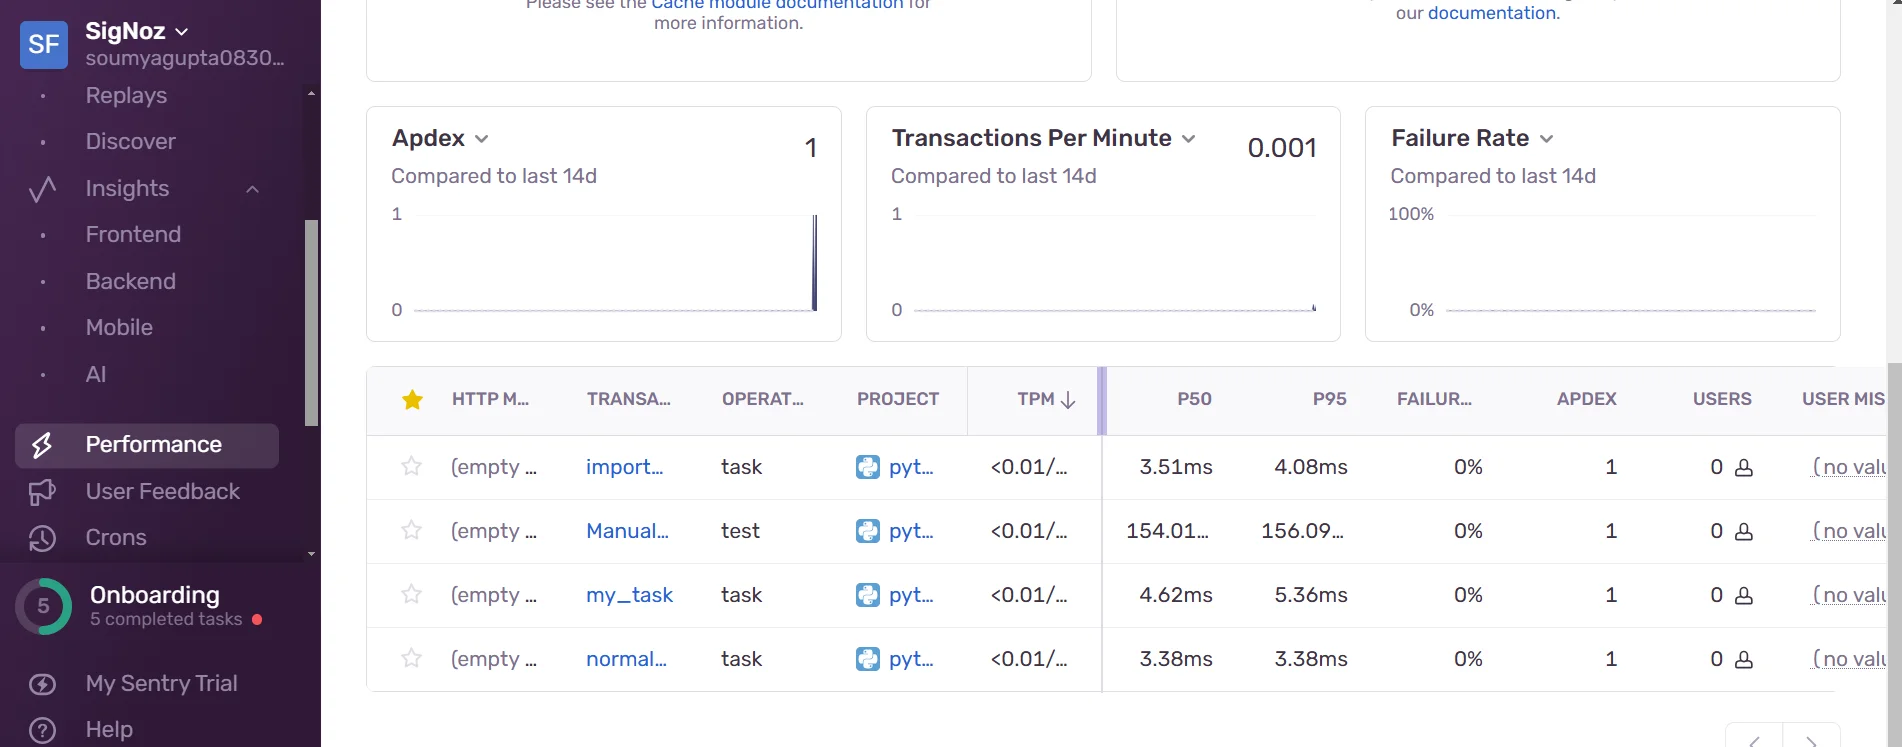 SF
SigNoz
soumyagupta0830...
Replays
Discover
Insights
Frontend
Backend
Mobile
AI
Performance
User Feedback
Crons
5
Onboarding
5 completed tasks
My Sentry Trial
Help
Please see the Cache module documentation for
more information.
our documentation.
Apdex
1
Compared to last 14d
1
0
Transactions Per Minute
0.001
Compared to last 14d
1
0
Failure Rate
Compared to last 14d
100%
0%
HTTP M... TRANSA... OPERAT... PROJECT TPM P50 P95 FAILUR... APDEX USERS USER MIS
(empty ... import... task pyt... <0.01/... 3.51ms 4.08ms 0% 1 0 (no valu
(empty ... Manual... test pyt... <0.01/... 154.01... 156.09... 0% 1 0 (no valu
(empty ... my_task task pyt... <0.01/... 4.62ms 5.36ms 0% 1 0 (no valu
(empty ... normal... task pyt... <0.01/... 3.38ms 3.38ms 0% 1 0 (no valu